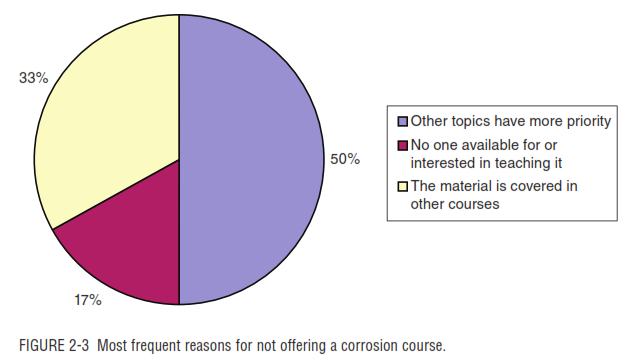 33%
50%
17%
Other topics have more priority
No one available for or
interested in teaching it
The material is covered in
other courses
FIGURE 2-3 Most frequent reasons for not offering a corrosion course.